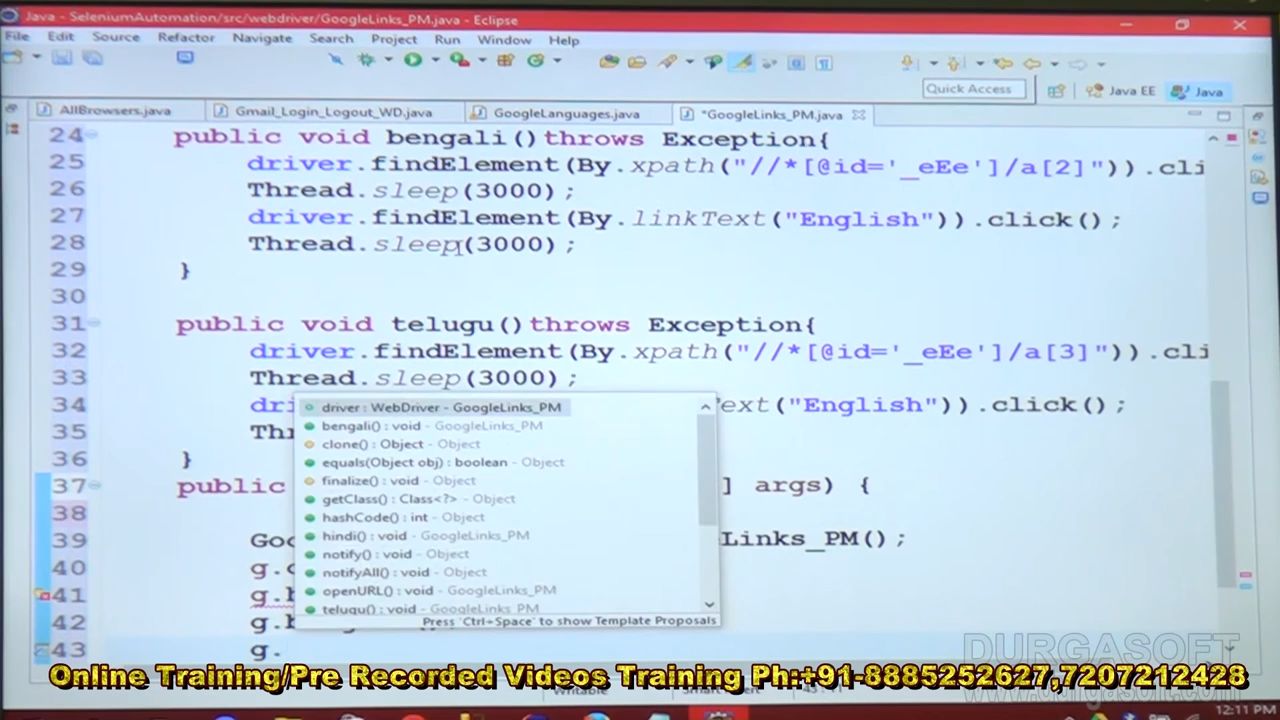 Java - SeleniumAutomation/src/webdriver/GoogleLinks_PM.java - Eclipse
File Edit Source Refactor Navigate Search Project Run Window Help
Quick Access Java EE Java
AllBrowsers.java Gmail_Login_Logout_WD.java GoogleLanguages.java *GoogleLinks_PM.java
24 public void bengali()throws Exception{
25 driver.findElement(By.xpath("//*[@id='_eEe']/a[2]")).cli
26 Thread.sleep(3000);
27 driver.findElement(By.linkText("English")).click();
28 Thread.sleep(3000);
29 }
30
31 public void telugu()throws Exception{
32 driver.findElement(By.xpath("//*[@id='_eEe']/a[3]")).cli
33 Thread.sleep(3000);
34 dri ext("English")).click();
35 Thr
36 }
37 public ] args) {
38
39 Goo Links_PM();
40 g.
41 g.
42 g.
43 g.
driver : WebDriver - GoogleLinks_PM
bengali() : void - GoogleLinks_PM
clone() : Object - Object
equals(Object obj) : boolean - Object
finalize() : void - Object
getClass() : Class<?> - Object
hashCode() : int - Object
hindi() : void - GoogleLinks_PM
notify() : void - Object
notifyAll() : void - Object
openURL() : void - GoogleLinks_PM
telugu() : void - GoogleLinks_PM
Press 'Ctrl+Space' to show Template Proposals
DURGASOFT
Online Training/Pre Recorded Videos Training Ph:+91-8885252627,7207212428
Writable
12:11 PM